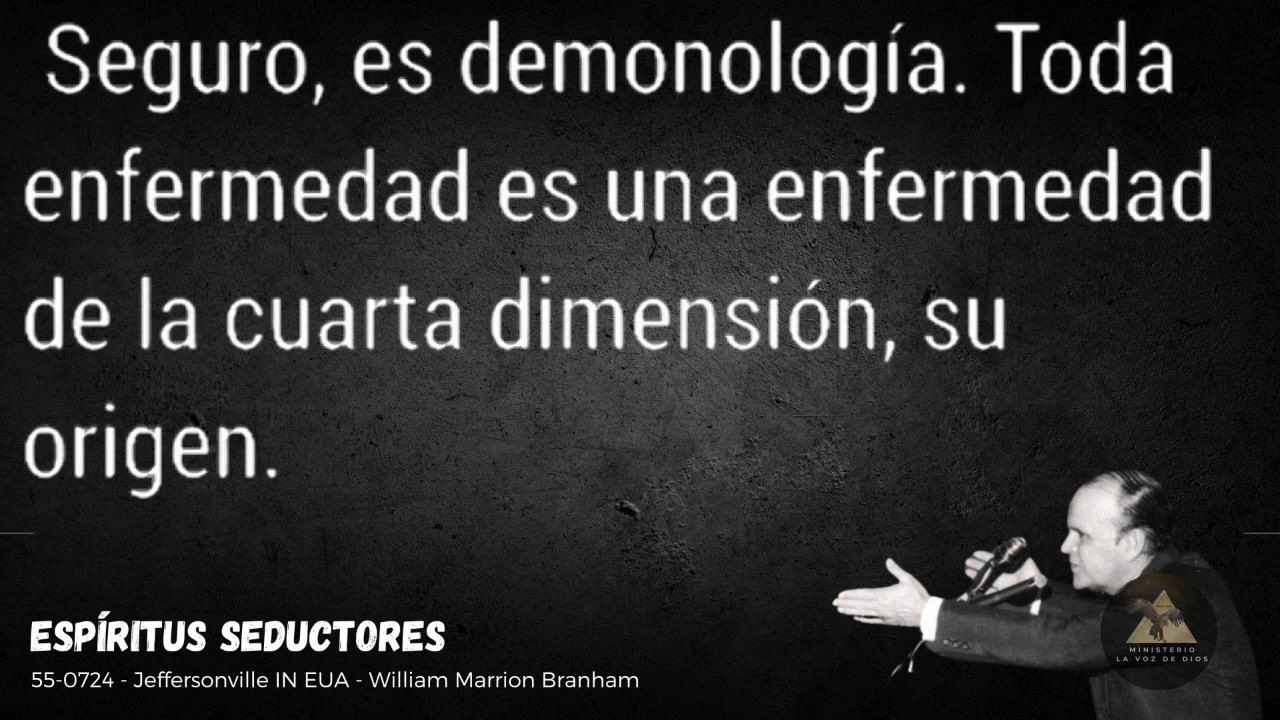 Seguro, es demonología. Toda
enfermedad es una enfermedad
de la cuarta dimensión, su
origen.
ESPÍRITUS SEDUCTORES
55-0724 - Jeffersonville IN EUA - William Marrion Branham
MINISTERIO
LA VOZ DE DIOS